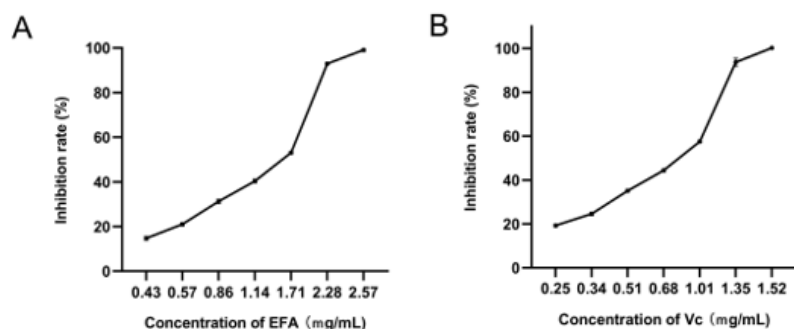 A
Inhibition rate (%)
100
80
60
40
20
0
0.43 0.57 0.86 1.14 1.71 2.28 2.57
Concentration of EFA（mg/mL）
B
Inhibition rate (%)
100
80
60
40
20
0
0.25 0.34 0.51 0.68 1.01 1.35 1.52
Concentration of Vc（mg/mL）